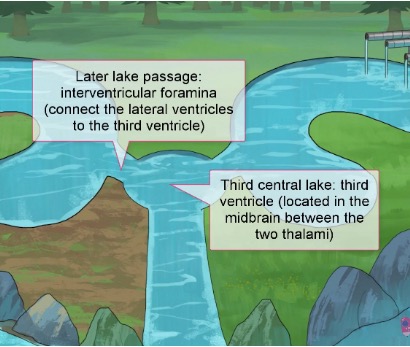 Later lake passage:
interventricular foramina
(connect the lateral ventricles
to the third ventricle)
Third central lake: third
ventricle (located in the
midbrain between the
two thalami)